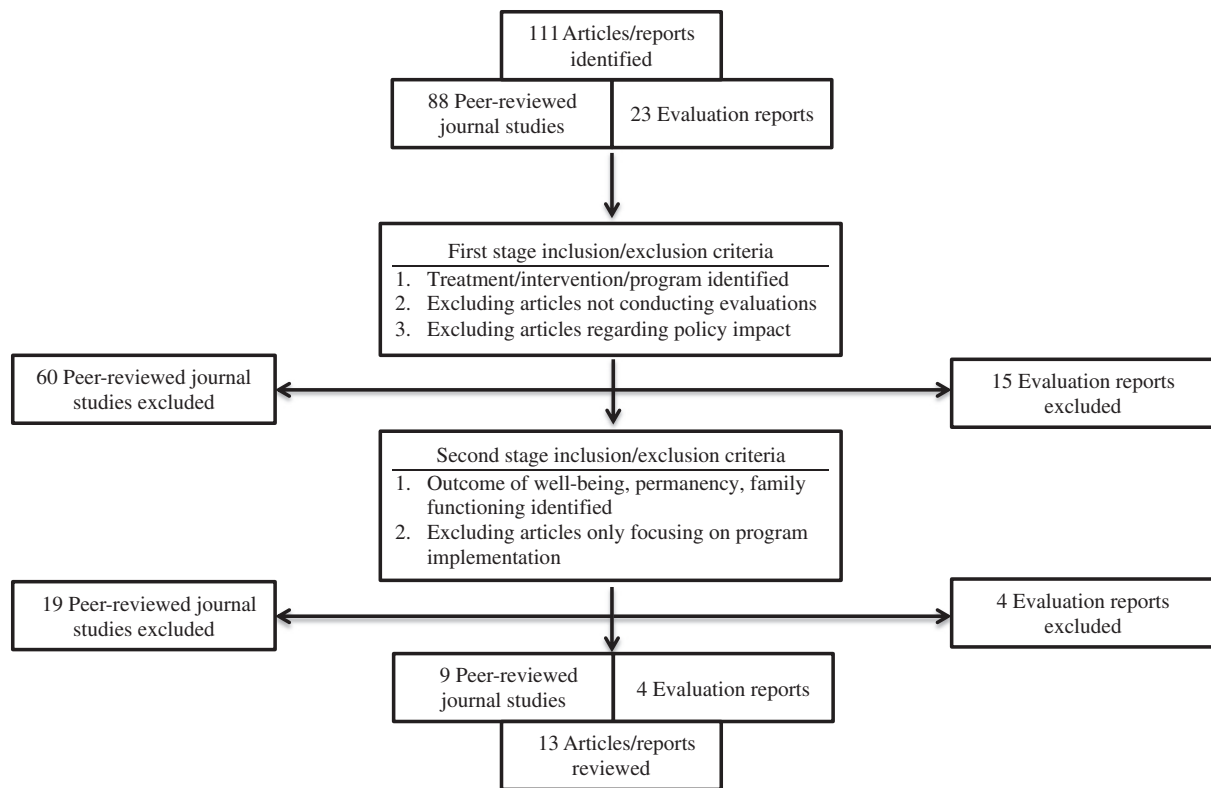 111 Articles/reports
identified
88 Peer-reviewed
journal studies
23 Evaluation reports
First stage inclusion/exclusion criteria
1. Treatment/intervention/program identified
2. Excluding articles not conducting evaluations
3. Excluding articles regarding policy impact
60 Peer-reviewed journal
studies excluded
15 Evaluation reports
excluded
Second stage inclusion/exclusion criteria
1. Outcome of well-being, permanency, family
functioning identified
2. Excluding articles only focusing on program
implementation
19 Peer-reviewed journal
studies excluded
4 Evaluation reports
excluded
9 Peer-reviewed
journal studies
4 Evaluation reports
13 Articles/reports
reviewed